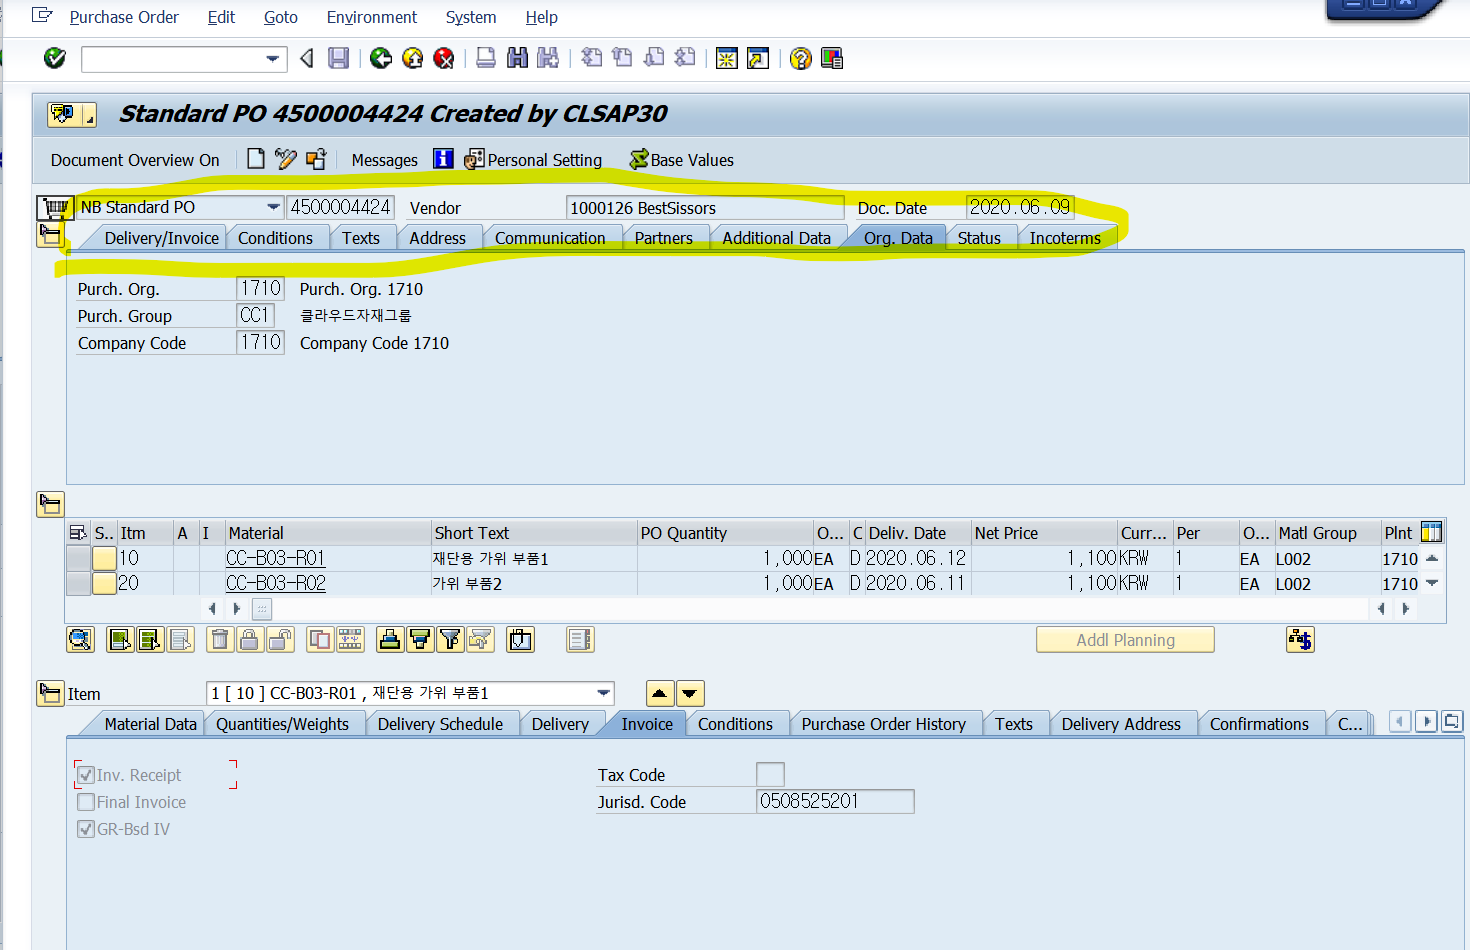 Purchase Order Edit Goto Environment System Help
Standard PO 4500004424 Created by CLSAP30
Document Overview On Messages Personal Setting Base Values
NB Standard PO 4500004424 Vendor 1000126 BestSissors Doc. Date 2020.06.09
Delivery/Invoice Conditions Texts Address Communication Partners Additional Data Org. Data Status Incoterms
Purch. Org. 1710 Purch. Org. 1710
Purch. Group CC1 클라우드자재그룹
Company Code 1710 Company Code 1710
S.. Itm A I Material Short Text PO Quantity O... C Deliv. Date Net Price Curr... Per O... Matl Group Plnt
10 CC-B03-R01 재단용 가위 부품1 1,000 EA D 2020.06.12 1,100 KRW 1 EA L002 1710
20 CC-B03-R02 가위 부품2 1,000 EA D 2020.06.11 1,100 KRW 1 EA L002 1710
Addl Planning
Item 1 [ 10 ] CC-B03-R01 , 재단용 가위 부품1
Material Data Quantities/Weights Delivery Schedule Delivery Invoice Conditions Purchase Order History Texts Delivery Address Confirmations C...
Inv. Receipt Tax Code
Final Invoice Jurisd. Code 0508525201
GR-Bsd IV